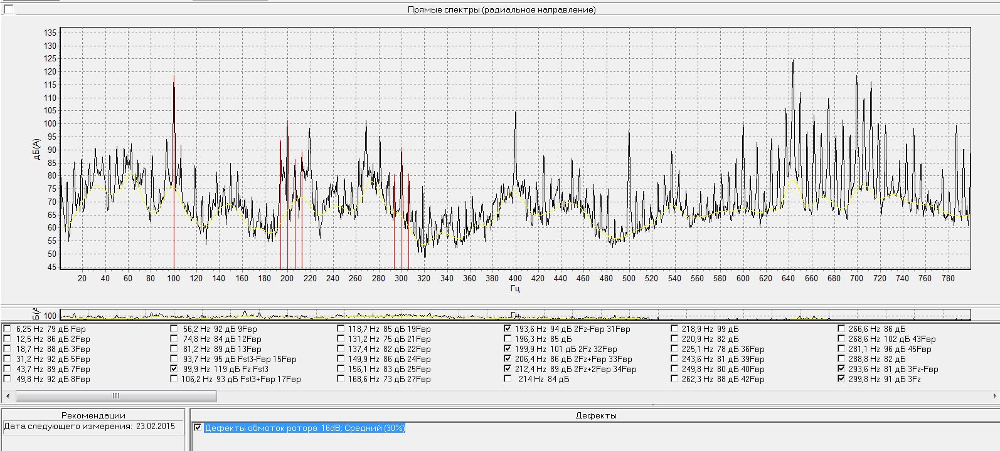 Прямые спектры (радиальное направление)
135
130
125
120
115
110
105
100
95
90
85
80
75
70
65
60
55
50
45
дБ(А)
20 40 60 80 100 120 140 160 180 200 220 240 260 280 300 320 340 360 380 400 420 440 460 480 500 520 540 560 580 600 620 640 660 680 700 720 740 760 780
Гц
100
Гц
6,25 Hz 79 дБ Fвр
12,5 Hz 86 дБ 2Fвр
18,7 Hz 88 дБ 3Fвр
31,2 Hz 92 дБ 5Fвр
43,7 Hz 89 дБ 7Fвр
49,8 Hz 92 дБ 8Fвр
56,2 Hz 92 дБ 9Fвр
74,8 Hz 84 дБ 12Fвр
81,2 Hz 89 дБ 13Fвр
93,7 Hz 95 дБ Fst3-Fвр 15Fвр
99,9 Hz 119 дБ Fz Fst3
106,2 Hz 93 дБ Fst3+Fвр 17Fвр
118,7 Hz 85 дБ 19Fвр
131,2 Hz 75 дБ 21Fвр
137,4 Hz 82 дБ 22Fвр
149,9 Hz 86 дБ 24Fвр
156,1 Hz 83 дБ 25Fвр
168,6 Hz 73 дБ 27Fвр
193,6 Hz 94 дБ 2Fz-Fвр 31Fвр
196,3 Hz 85 дБ
199,9 Hz 101 дБ 2Fz 32Fвр
206,4 Hz 86 дБ 2Fz+Fвр 33Fвр
212,4 Hz 89 дБ 2Fz+2Fвр 34Fвр
214 Hz 84 дБ
218,9 Hz 99 дБ
220,9 Hz 82 дБ
225,1 Hz 78 дБ 36Fвр
243,6 Hz 81 дБ 39Fвр
249,8 Hz 80 дБ 40Fвр
262,3 Hz 88 дБ 42Fвр
266,6 Hz 86 дБ
268,6 Hz 102 дБ 43Fвр
281,1 Hz 96 дБ 45Fвр
288,8 Hz 82 дБ
293,6 Hz 81 дБ 3Fz-Fвр
299,8 Hz 91 дБ 3Fz
Рекомендации
Дата следующего измерения: 23.02.2015
Дефекты
Дефекты обмоток ротора 16dB; Средний (30%)